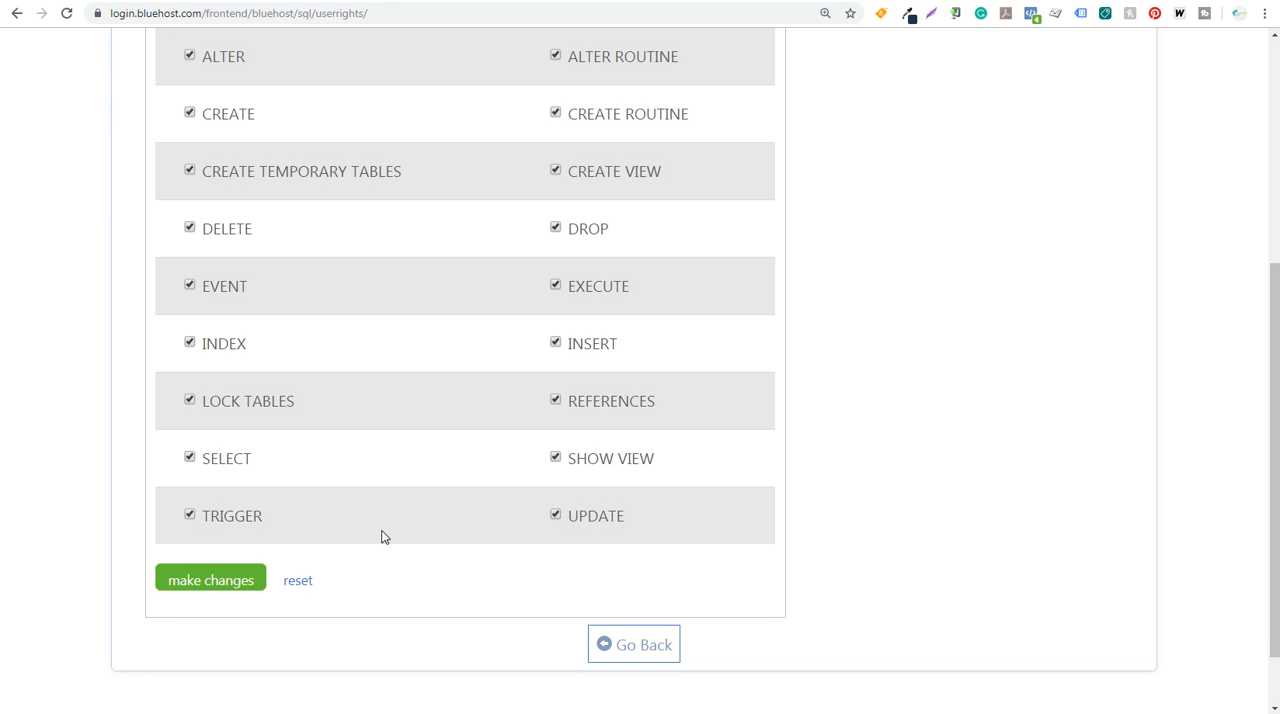 login.bluehost.com/frontend/bluehost/sql/userrights/
4
W
ALTER ALTER ROUTINE
CREATE CREATE ROUTINE
CREATE TEMPORARY TABLES CREATE VIEW
DELETE DROP
EVENT EXECUTE
INDEX INSERT
LOCK TABLES REFERENCES
SELECT SHOW VIEW
TRIGGER UPDATE
make changes reset
Go Back